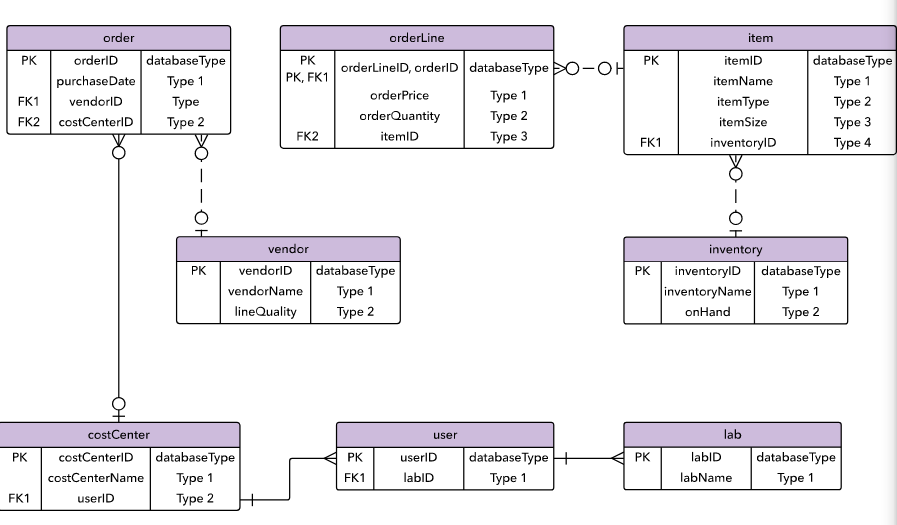 order
PK orderID databaseType
purchaseDate Type 1
FK1 vendorID Type
FK2 costCenterID Type 2
orderLine
PK
PK, FK1 orderLineID, orderID databaseType
orderPrice Type 1
orderQuantity Type 2
FK2 itemID Type 3
item
PK itemID databaseType
itemName Type 1
itemType Type 2
itemSize Type 3
FK1 inventoryID Type 4
vendor
PK vendorID databaseType
vendorName Type 1
lineQuality Type 2
inventory
PK inventoryID databaseType
inventoryName Type 1
onHand Type 2
costCenter
PK costCenterID databaseType
costCenterName Type 1
FK1 userID Type 2
user
PK userID databaseType
FK1 labID Type 1
lab
PK labID databaseType
labName Type 1